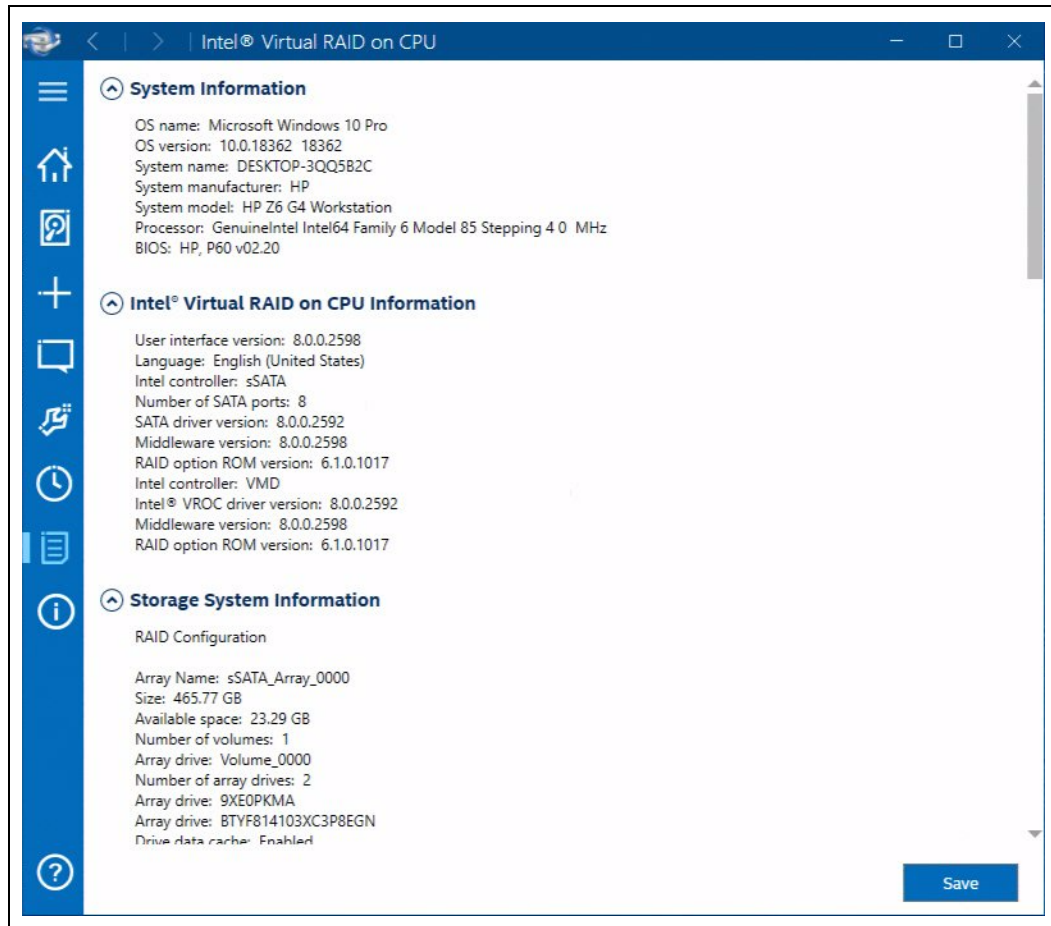 Intel® Virtual RAID on CPU
System Information
OS name: Microsoft Windows 10 Pro
OS version: 10.0.18362 18362
System name: DESKTOP-3QQ5B2C
System manufacturer: HP
System model: HP Z6 G4 Workstation
Processor: GenuineIntel Intel64 Family 6 Model 85 Stepping 4 0 MHz
BIOS: HP, P60 v02.20
Intel® Virtual RAID on CPU Information
User interface version: 8.0.0.2598
Language: English (United States)
Intel controller: sSATA
Number of SATA ports: 8
SATA driver version: 8.0.0.2592
Middleware version: 8.0.0.2598
RAID option ROM version: 6.1.0.1017
Intel controller: VMD
Intel® VROC driver version: 8.0.0.2592
Middleware version: 8.0.0.2598
RAID option ROM version: 6.1.0.1017
Storage System Information
RAID Configuration
Array Name: sSATA_Array_0000
Size: 465.77 GB
Available space: 23.29 GB
Number of volumes: 1
Array drive: Volume_0000
Number of array drives: 2
Array drive: 9XE0PKMA
Array drive: BTYF814103XC3P8EGN
Drive data cache: Enabled
Save